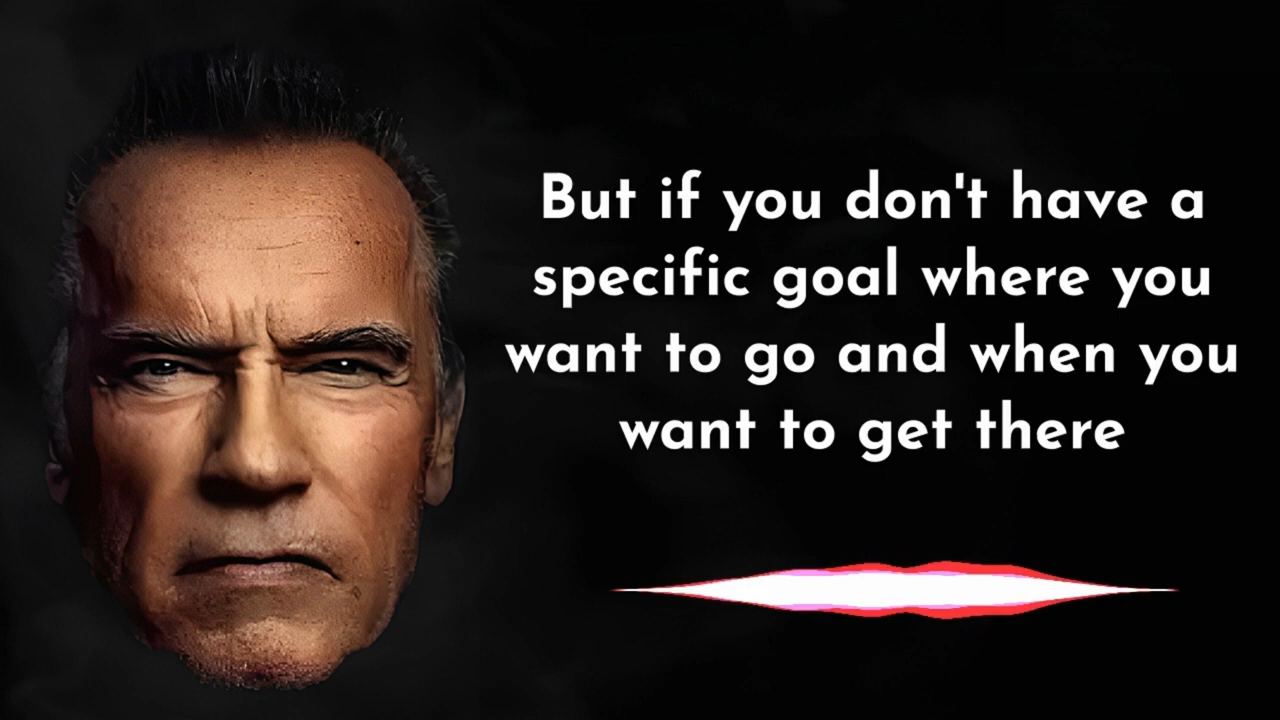 But if you don't have a
specific goal where you
want to go and when you
want to get there